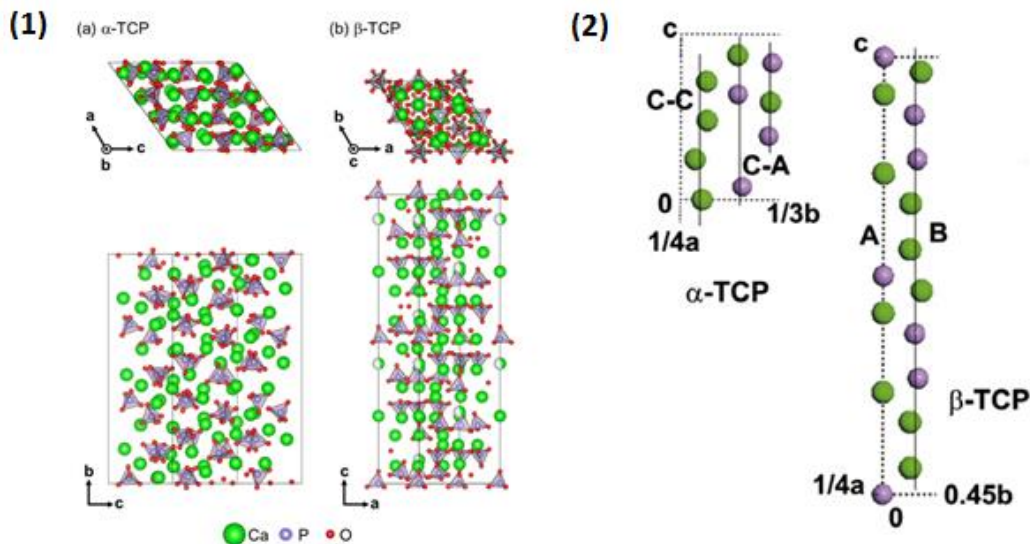 (1)
(a) α-TCP
(b) β-TCP
a
b
c
b
c
a
b
c
c
a
Ca P O
(2)
c
C-C
C-A
0
1/3b
1/4a
α-TCP
c
A
B
β-TCP
1/4a
0.45b
0